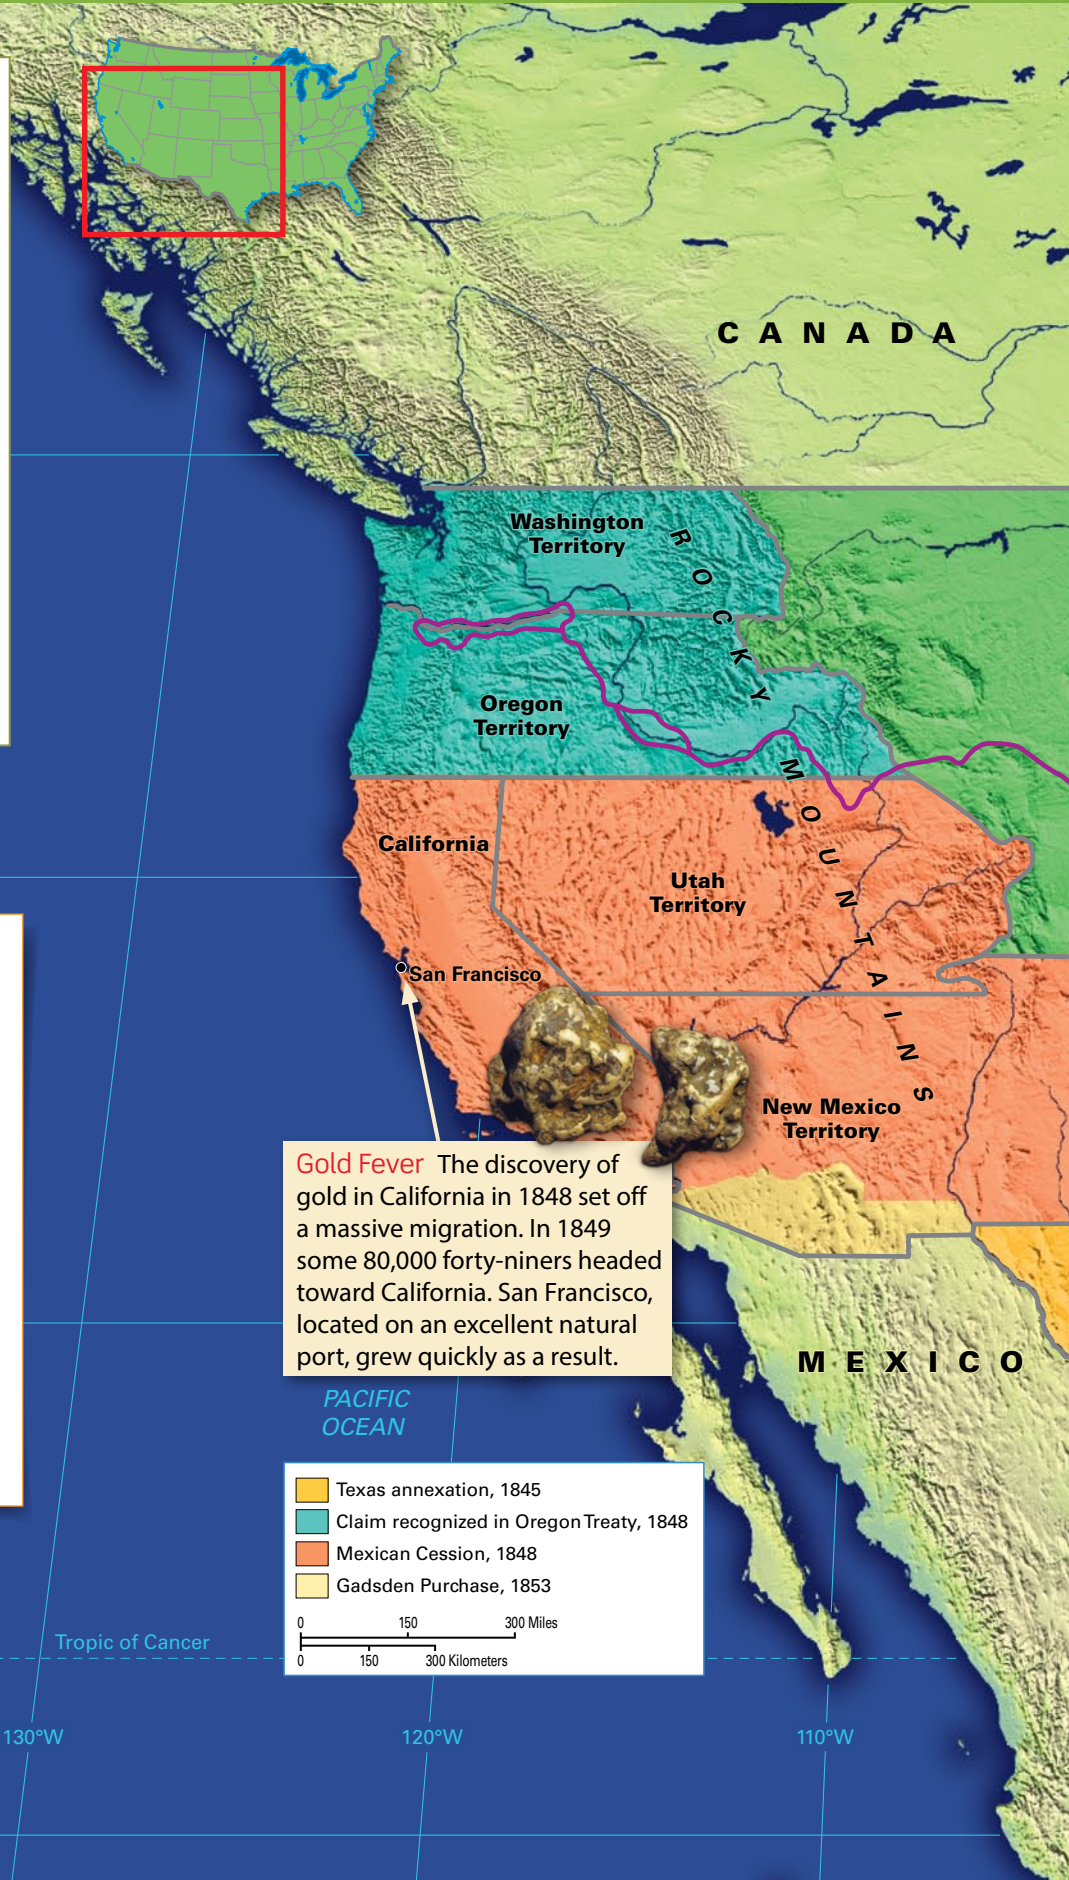 CANADA
Washington
Territory
ROCKY MOUNTAINS
Oregon
Territory
California
Utah
Territory
San Francisco
New Mexico
Territory
Gold Fever The discovery of
gold in California in 1848 set off
a massive migration. In 1849
some 80,000 forty-niners headed
toward California. San Francisco,
located on an excellent natural
port, grew quickly as a result.
MEXICO
PACIFIC
OCEAN
Texas annexation, 1845
Claim recognized in Oregon Treaty, 1848
Mexican Cession, 1848
Gadsden Purchase, 1853
0 150 300 Miles
0 150 300 Kilometers
Tropic of Cancer
130°W 120°W 110°W